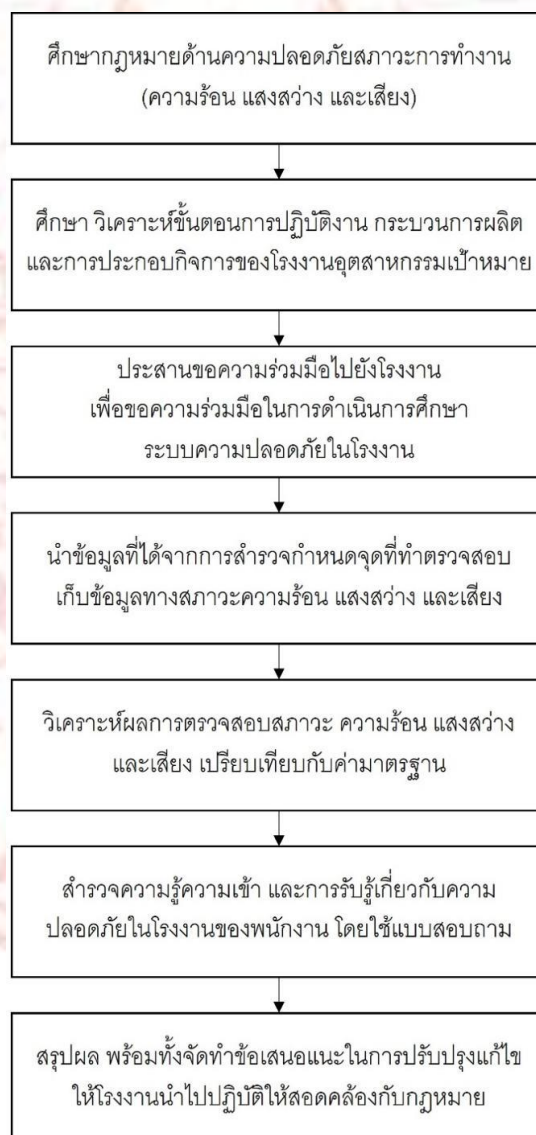 ศึกษากฎหมายด้านความปลอดภัยสภาวะการทำงาน
(ความร้อน แสงสว่าง และเสียง)
ศึกษา วิเคราะห์ขั้นตอนการปฏิบัติงาน กระบวนการผลิต
และการประกอบกิจการของโรงงานอุตสาหกรรมเป้าหมาย
ประสานขอความร่วมมือไปยังโรงงาน
เพื่อขอความร่วมมือในการดำเนินการศึกษา
ระบบความปลอดภัยในโรงงาน
นำข้อมูลที่ได้จากการสำรวจกำหนดจุดที่ทำตรวจสอบ
เก็บข้อมูลทางสภาวะความร้อน แสงสว่าง และเสียง
วิเคราะห์ผลการตรวจสอบสภาวะ ความร้อน แสงสว่าง
และเสียง เปรียบเทียบกับค่ามาตรฐาน
สำรวจความรู้ความเข้า และการรับรู้เกี่ยวกับความ
ปลอดภัยในโรงงานของพนักงาน โดยใช้แบบสอบถาม
สรุปผล พร้อมทั้งจัดทำข้อเสนอแนะในการปรับปรุงแก้ไข
ให้โรงงานนำไปปฏิบัติให้สอดคล้องกับกฎหมาย